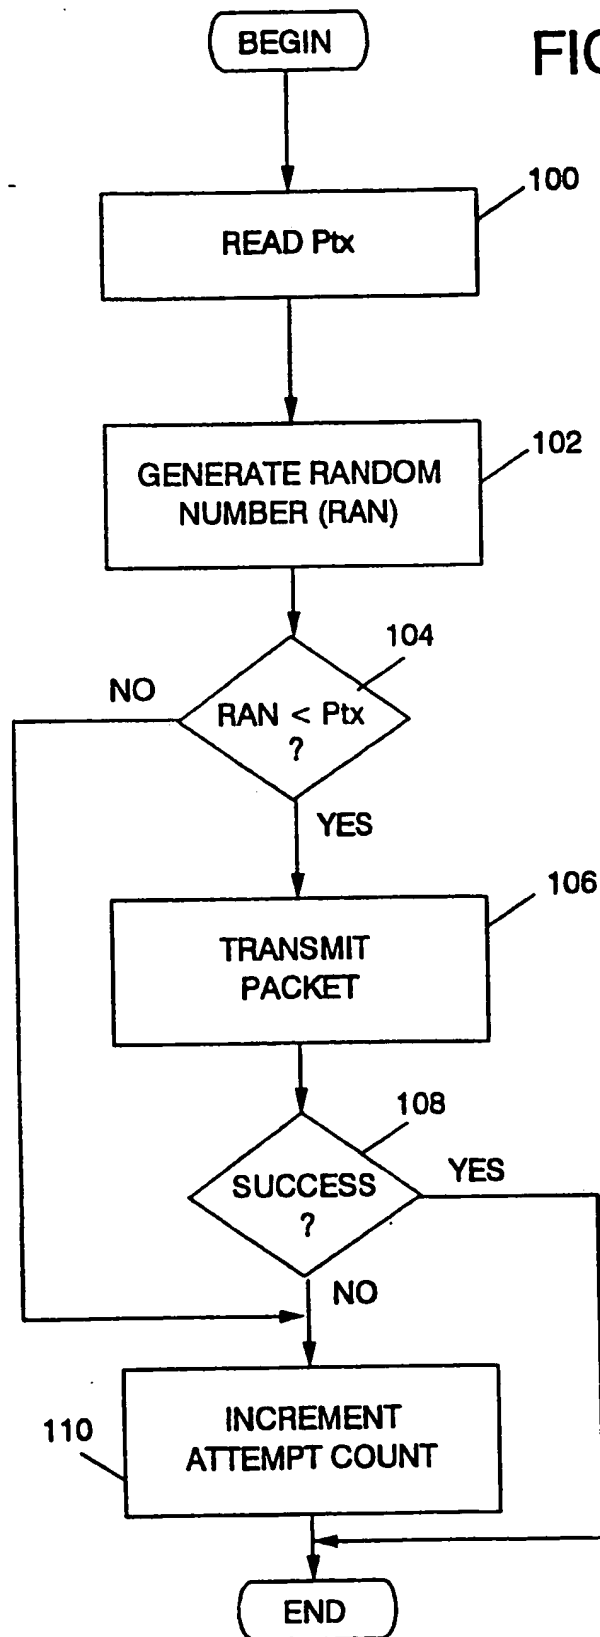 BEGIN
FIG
100
READ Ptx
102
GENERATE RANDOM
NUMBER (RAN)
104
NO
RAN < Ptx
?
YES
106
TRANSMIT
PACKET
108
SUCCESS
?
YES
NO
110
INCREMENT
ATTEMPT COUNT
END